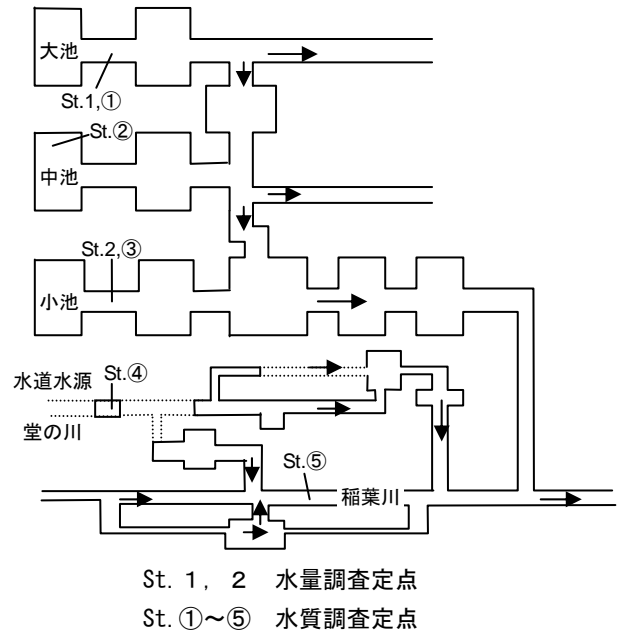 大池
St.1,①
St.②
中池
St.2,③
小池
水道水源
St.④
堂の川
St.⑤
稲葉川
St. 1, 2 水量調査定点
St.①~⑤ 水質調査定点